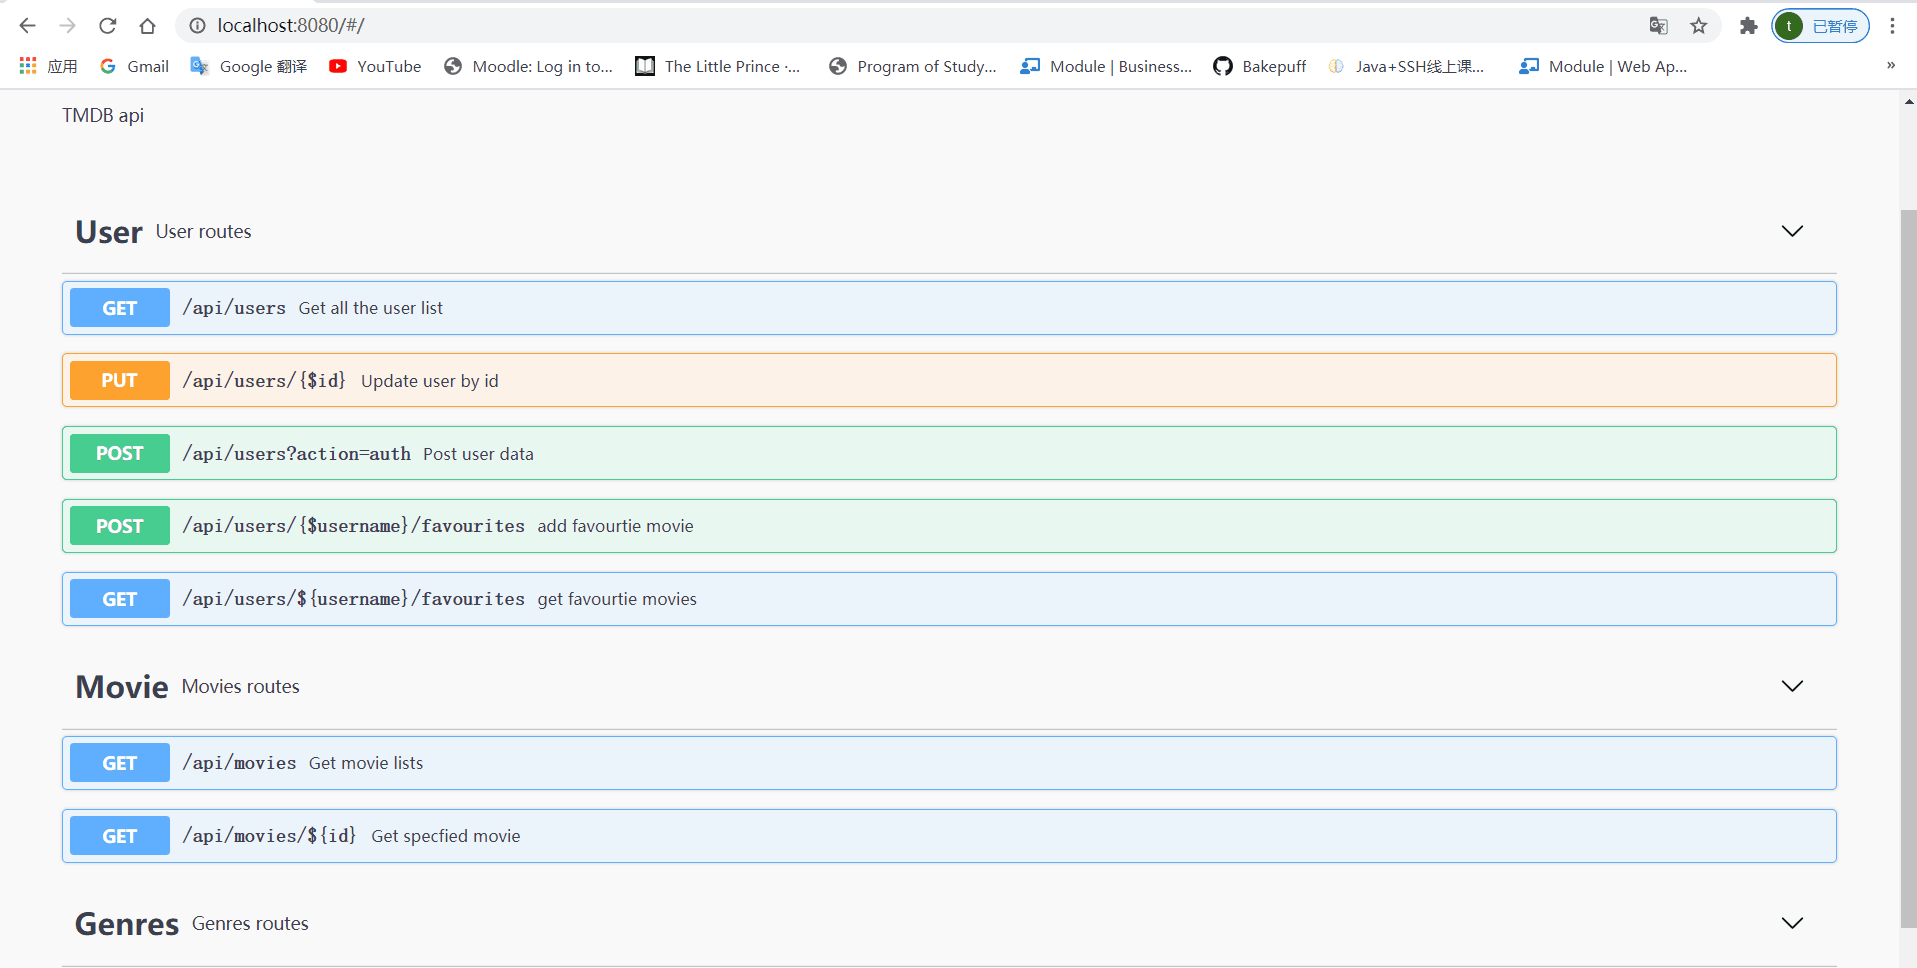 localhost:8080/#/
t 已暂停
应用 Gmail Google 翻译 YouTube Moodle: Log in to... The Little Prince ·... Program of Study... Module | Business... Bakepuff Java+SSH线上课... Module | Web Ap... »
TMDB api
User User routes
GET /api/users Get all the user list
PUT /api/users/{$id} Update user by id
POST /api/users?action=auth Post user data
POST /api/users/{$username}/favourites add favourtie movie
GET /api/users/${username}/favourites get favourtie movies
Movie Movies routes
GET /api/movies Get movie lists
GET /api/movies/${id} Get specfied movie
Genres Genres routes